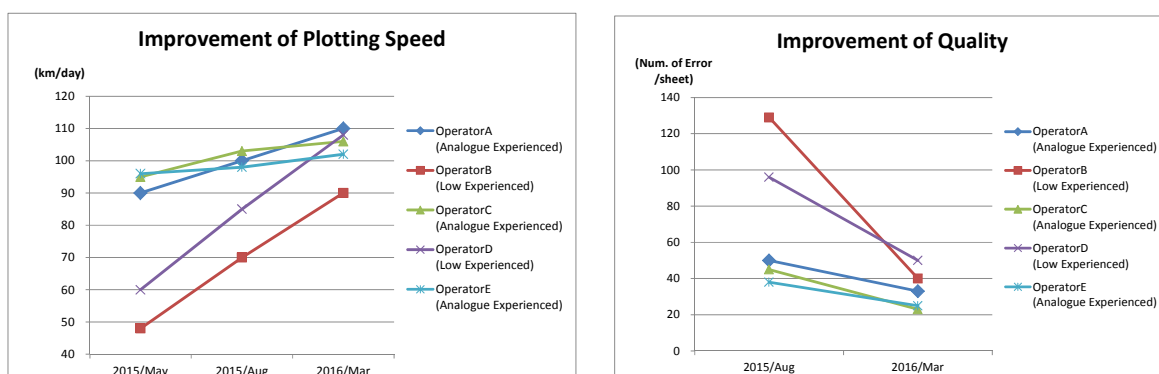 Improvement of Plotting Speed
(km/day)
120
110
100
90
80
70
60
50
40
2015/May
2015/Aug
2016/Mar
OperatorA
(Analogue Experienced)
OperatorB
(Low Experienced)
OperatorC
(Analogue Experienced)
OperatorD
(Low Experienced)
OperatorE
(Analogue Experienced)
Improvement of Quality
(Num. of Error
/sheet)
140
120
100
80
60
40
20
0
2015/Aug
2016/Mar
OperatorA
(Analogue Experienced)
OperatorB
(Low Experienced)
OperatorC
(Analogue Experienced)
OperatorD
(Low Experienced)
OperatorE
(Analogue Experienced)